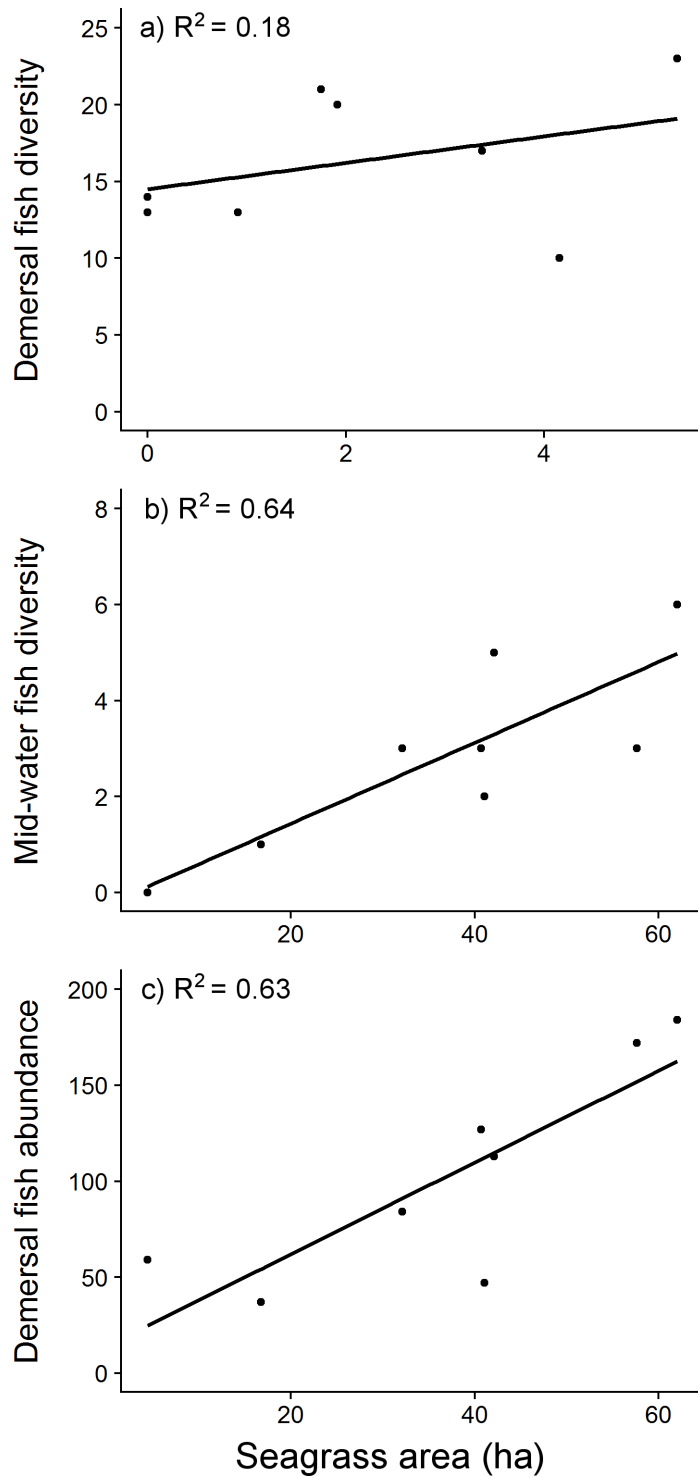 a) R² = 0.18
Demersal fish diversity
25
20
15
10
5
0
0 2 4
b) R² = 0.64
Mid-water fish diversity
8
6
4
2
0
20 40 60
c) R² = 0.63
Demersal fish abundance
200
150
100
50
0
20 40 60
Seagrass area (ha)